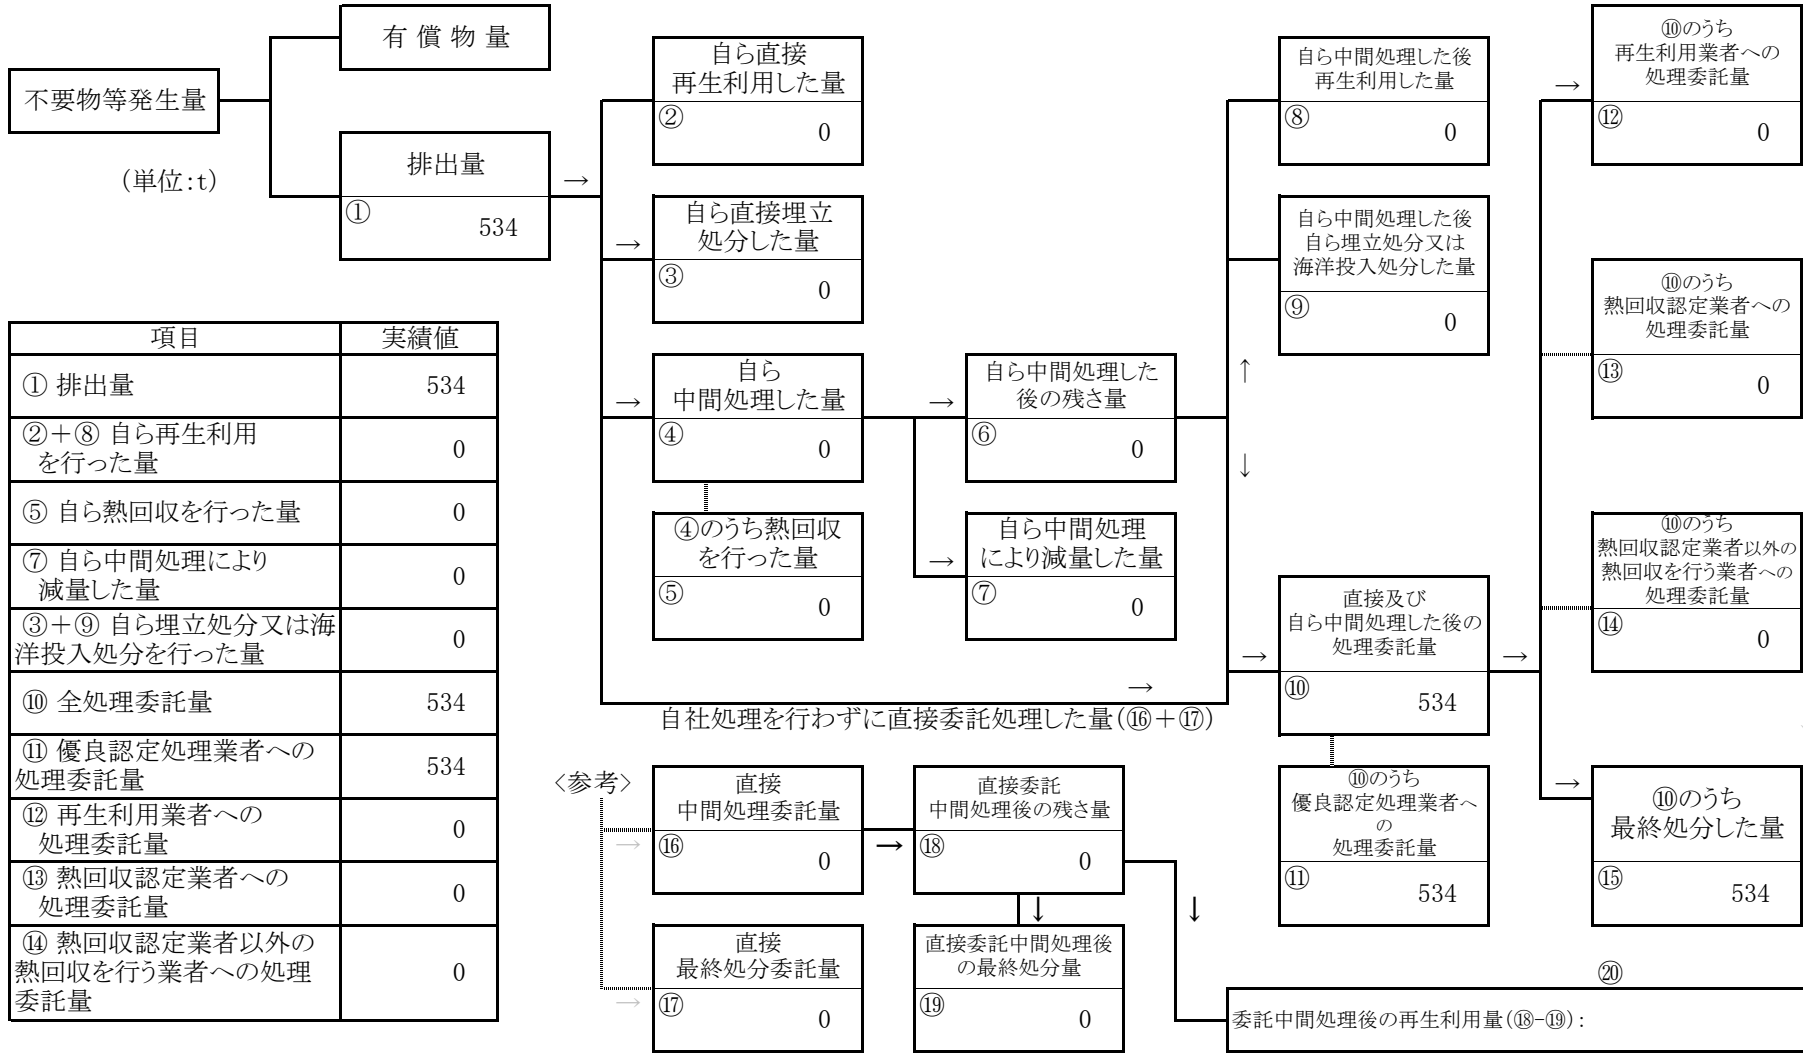 不要物等発生量
(単位:t)
有 償 物 量
排出量
①
534
→
自ら直接
再生利用した量
②
0
→
自ら直接埋立
処分した量
③
0
→
自ら
中間処理した量
④
0
④のうち熱回収
を行った量
⑤
0
→
自ら中間処理した
後の残さ量
⑥
0
→
自ら中間処理
により減量した量
⑦
0
↑
↓
自ら中間処理した後
再生利用した量
⑧
0
自ら中間処理した後
自ら埋立処分又は
海洋投入処分した量
⑨
0
→
自社処理を行わずに直接委託処理した量(⑯+⑰)
→
直接及び
自ら中間処理した後の
処理委託量
⑩
534
⑩のうち
優良認定処理業者へ
の
処理委託量
⑪
534
→
→
⑩のうち
再生利用業者への
処理委託量
⑫
0
⑩のうち
熱回収認定業者への
処理委託量
⑬
0
⑩のうち
熱回収認定業者以外の
熱回収を行う業者への
処理委託量
⑭
0
→
⑩のうち
最終処分した量
⑮
534
項目 実績値
① 排出量 534
②+⑧ 自ら再生利用
を行った量 0
⑤ 自ら熱回収を行った量 0
⑦ 自ら中間処理により
減量した量 0
③+⑨ 自ら埋立処分又は海
洋投入処分を行った量 0
⑩ 全処理委託量 534
⑪ 優良認定処理業者への
処理委託量 534
⑫ 再生利用業者への
処理委託量 0
⑬ 熱回収認定業者への
処理委託量 0
⑭ 熱回収認定業者以外の
熱回収を行う業者への処理
委託量 0
<参考>
→
直接
中間処理委託量
⑯
0
→
直接委託
中間処理後の残さ量
⑱
0
→
直接
最終処分委託量
⑰
0
↓
直接委託中間処理後
の最終処分量
⑲
0
↓
⑳
委託中間処理後の再生利用量(⑱-⑲):